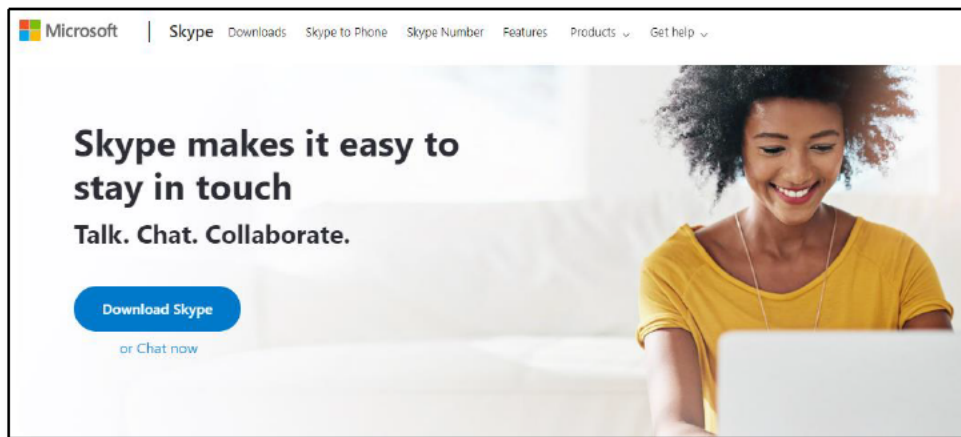 Microsoft | Skype Downloads Skype to Phone Skype Number Features Products Get help
Skype makes it easy to
stay in touch
Talk. Chat. Collaborate.
Download Skype
or Chat now